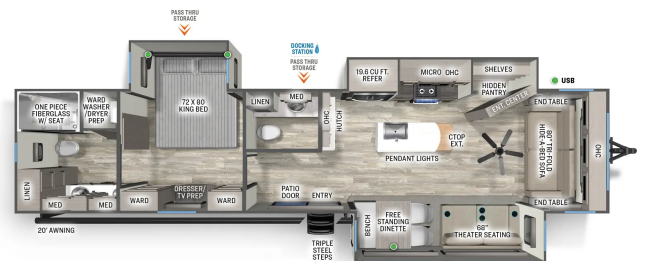 PASS THRU
STORAGE
DOCKING
STATION
PASS THRU
STORAGE
ONE PIECE
FIBERGLASS
W/ SEAT
WARD
WASHER
/DRYER
PREP
72 X 80
KING BED
LINEN
MED
OHC
HUTCH
19.6 CU FT.
REFER
MICRO OHC
SHELVES
HIDDEN
PANTRY
ENT. CENTER
USB
END TABLE
80" TRI-FOLD
HIDE-A-BED SOFA
OHC
END TABLE
CTOP
EXT.
PENDANT LIGHTS
LINEN
MED
MED
WARD
DRESSER/
TV PREP
WARD
PATIO
DOOR
ENTRY
BENCH
FREE
STANDING
DINETTE
68"
THEATER SEATING
20' AWNING
TRIPLE
STEEL
STEPS